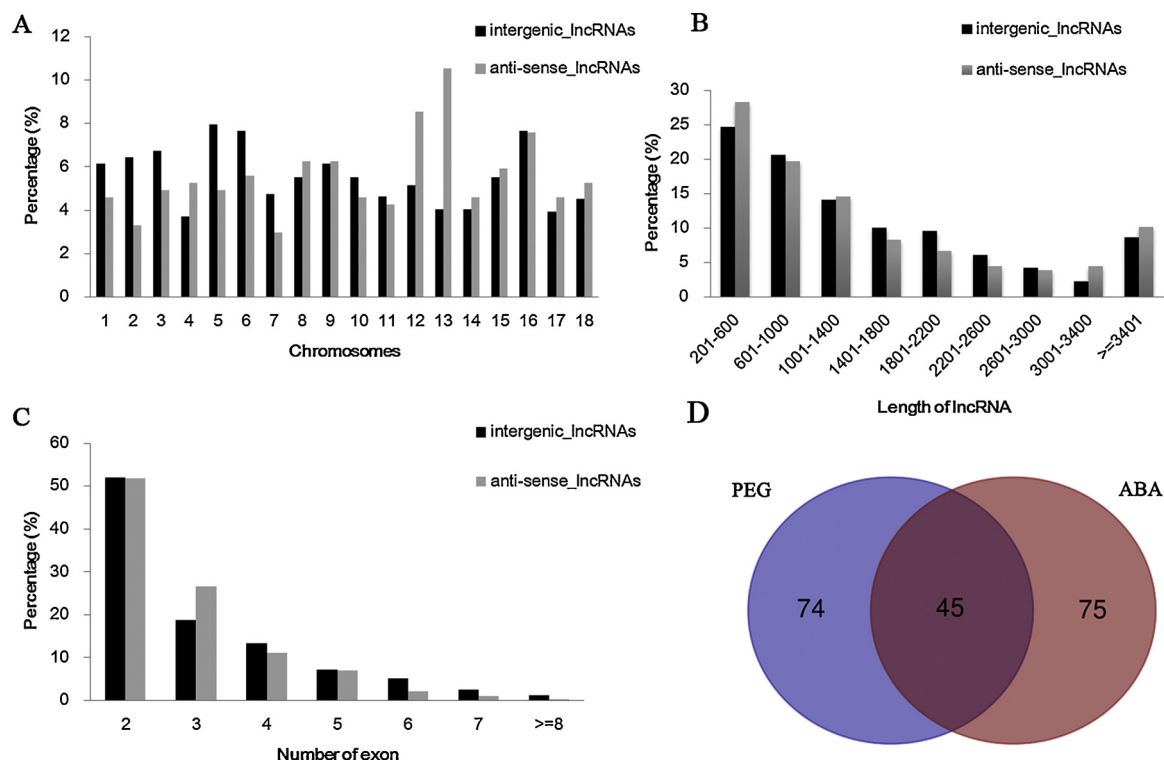 A
intergenic_lncRNAs
anti-sense_lncRNAs
Percentage (%)
12
10
8
6
4
2
0
1 2 3 4 5 6 7 8 9 10 11 12 13 14 15 16 17 18
Chromosomes
B
intergenic_lncRNAs
anti-sense_lncRNAs
Percentage (%)
30
25
20
15
10
5
0
201-600
601-1000
1001-1400
1401-1800
1801-2200
2201-2600
2601-3000
3001-3400
>=3401
Length of lncRNA
C
intergenic_lncRNAs
anti-sense_lncRNAs
Percentage (%)
60
50
40
30
20
10
0
2 3 4 5 6 7 >=8
Number of exon
D
PEG
ABA
74 45 75